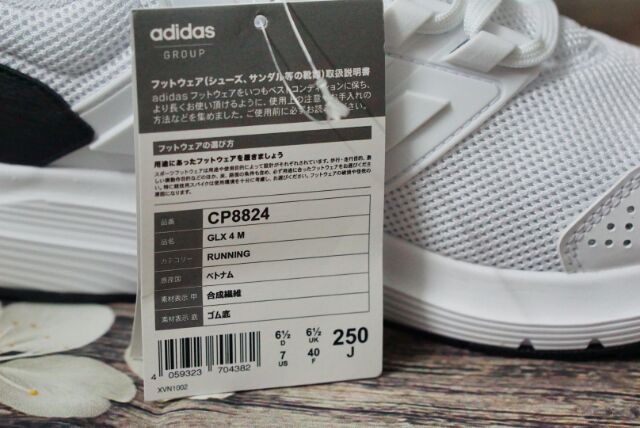 adidas
GROUP
フットウェア(シューズ、サンダル等の靴類)取扱説明書
adidas フットウェアをいつもベストコンディションに保ち、
より長くお使い頂けるように、使用上の注意やお手入れの
方法などを集めました。ご使用前に必ずお読み
フットウェアの選び方
用途にあったフットウェアを履きましょう
品番 CP8824
品名 GLX 4 M
カテゴリー RUNNING
原産国 ベトナム
素材表示 甲 合成繊維
素材表示 底 ゴム底
6½ D 6½ UK 250 J
7 US 40 F
4 059323 704382
XVN1002